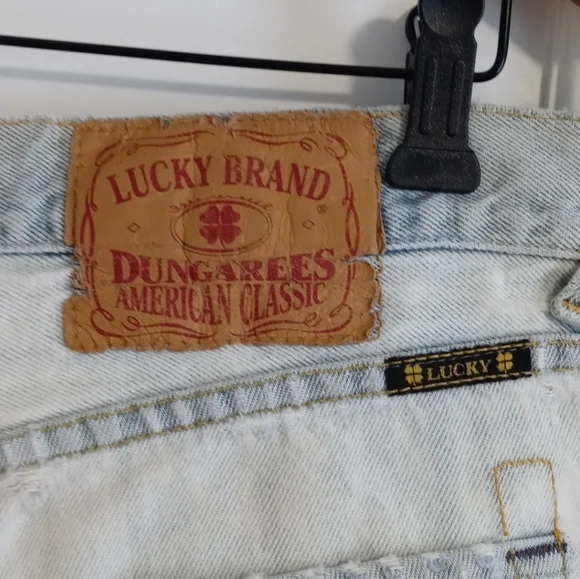 LUCKY BRAND
®
DUNGAREES
AMERICAN CLASSIC
LUCKY